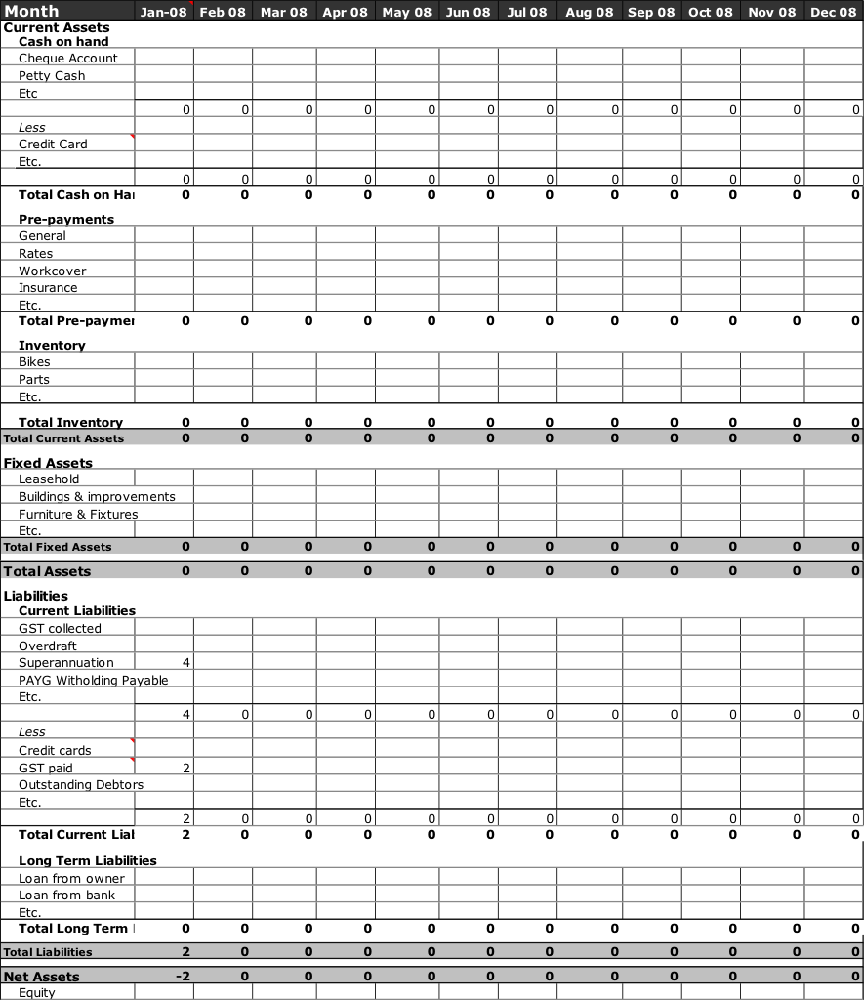 Month Jan-08 Feb 08 Mar 08 Apr 08 May 08 Jun 08 Jul 08 Aug 08 Sep 08 Oct 08 Nov 08 Dec 08
Current Assets
Cash on hand
Cheque Account
Petty Cash
Etc
0 0 0 0 0 0 0 0 0 0 0 0
Less
Credit Card
Etc.
0 0 0 0 0 0 0 0 0 0 0 0
Total Cash on Har 0 0 0 0 0 0 0 0 0 0 0 0
Pre-payments
General
Rates
Workcover
Insurance
Etc.
Total Pre-paymer 0 0 0 0 0 0 0 0 0 0 0 0
Inventory
Bikes
Parts
Etc.
Total Inventory 0 0 0 0 0 0 0 0 0 0 0 0
Total Current Assets 0 0 0 0 0 0 0 0 0 0 0 0
Fixed Assets
Leasehold
Buildings & improvements
Furniture & Fixtures
Etc.
Total Fixed Assets 0 0 0 0 0 0 0 0 0 0 0 0
Total Assets 0 0 0 0 0 0 0 0 0 0 0 0
Liabilities
Current Liabilities
GST collected
Overdraft
Superannuation 4
PAYG Witholding Payable
Etc.
4 0 0 0 0 0 0 0 0 0 0 0
Less
Credit cards
GST paid 2
Outstanding Debtors
Etc.
2 0 0 0 0 0 0 0 0 0 0 0
Total Current Lial 2 0 0 0 0 0 0 0 0 0 0 0
Long Term Liabilities
Loan from owner
Loan from bank
Etc.
Total Long Term 0 0 0 0 0 0 0 0 0 0 0 0
Total Liabilities 2 0 0 0 0 0 0 0 0 0 0 0
Net Assets -2 0 0 0 0 0 0 0 0 0 0 0
Equity